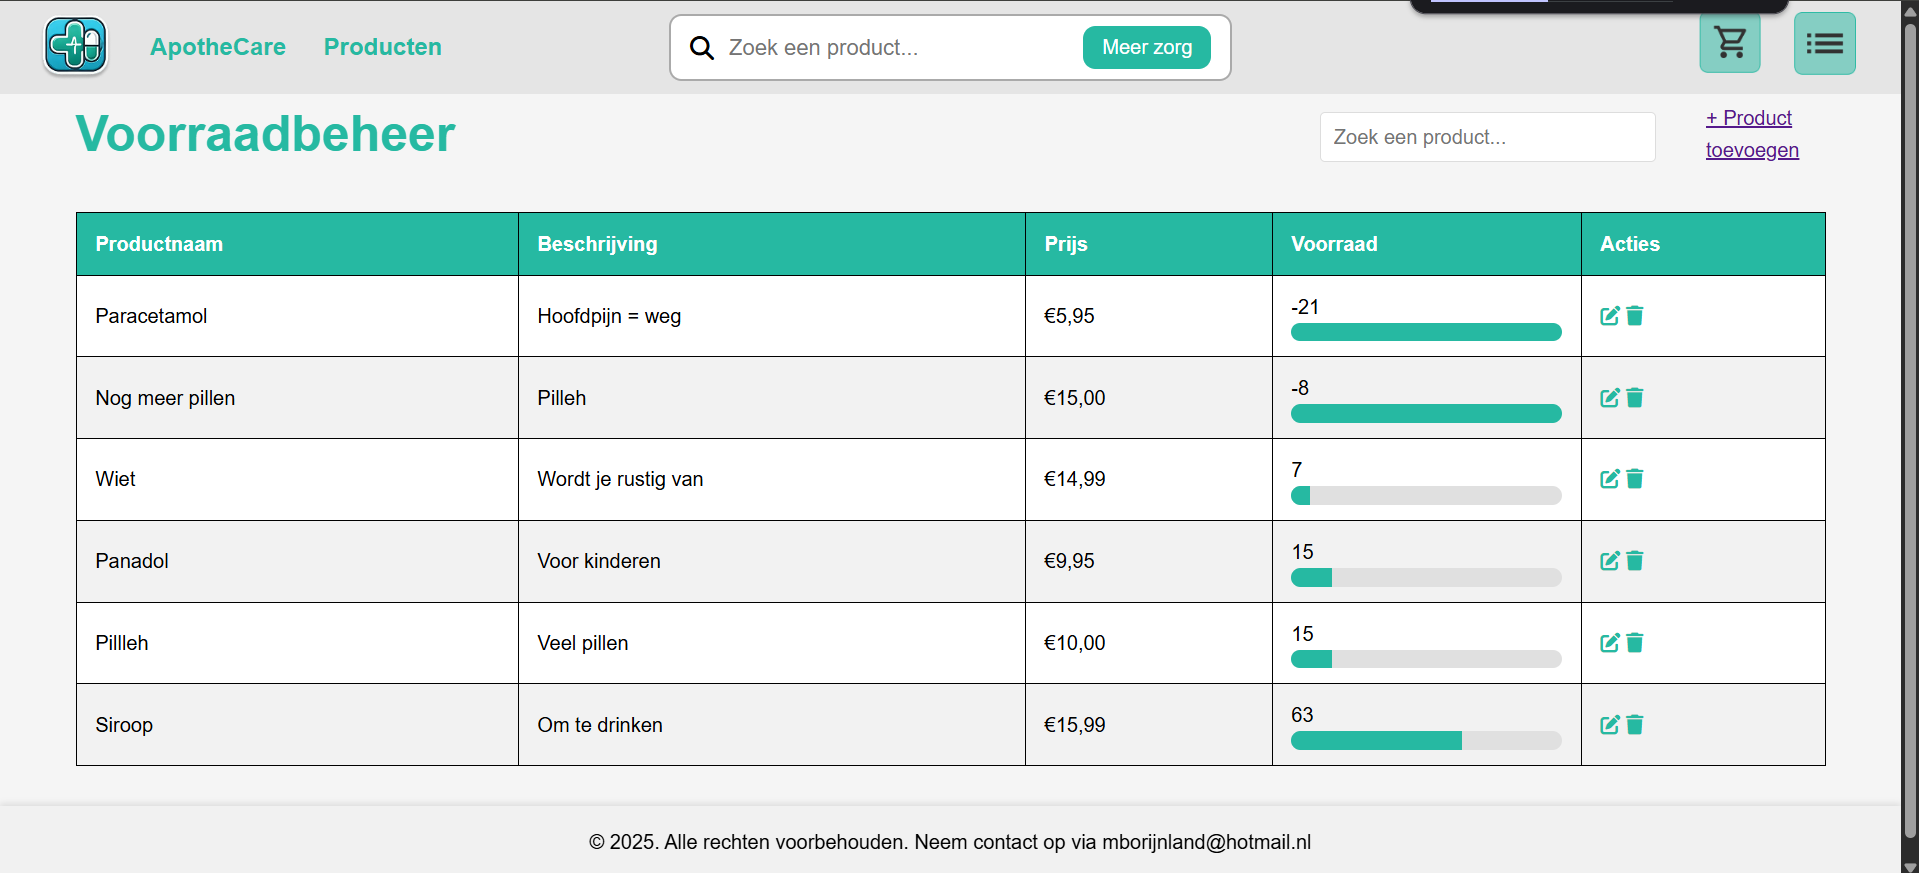 ApotheCare Producten Zoek een product... Meer zorg
Voorraadbeheer Zoek een product... + Product
toevoegen
Productnaam Beschrijving Prijs Voorraad Acties
Paracetamol Hoofdpijn = weg €5,95 -21
Nog meer pillen Pilleh €15,00 -8
Wiet Wordt je rustig van €14,99 7
Panadol Voor kinderen €9,95 15
Pillleh Veel pillen €10,00 15
Siroop Om te drinken €15,99 63
© 2025. Alle rechten voorbehouden. Neem contact op via mborijnland@hotmail.nl